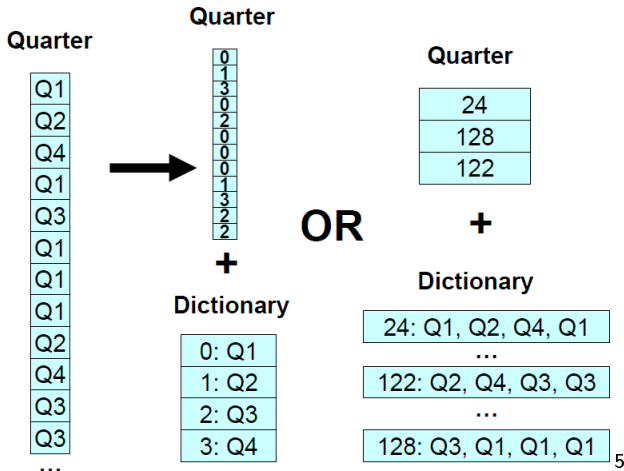 Quarter
Q1
Q2
Q4
Q1
Q3
Q1
Q1
Q1
Q2
Q4
Q3
Q3
...
Quarter
0
1
3
0
2
0
0
0
1
3
2
2
+
Dictionary
0: Q1
1: Q2
2: Q3
3: Q4
OR
Quarter
24
128
122
+
Dictionary
24: Q1, Q2, Q4, Q1
...
122: Q2, Q4, Q3, Q3
...
128: Q3, Q1, Q1, Q1
5